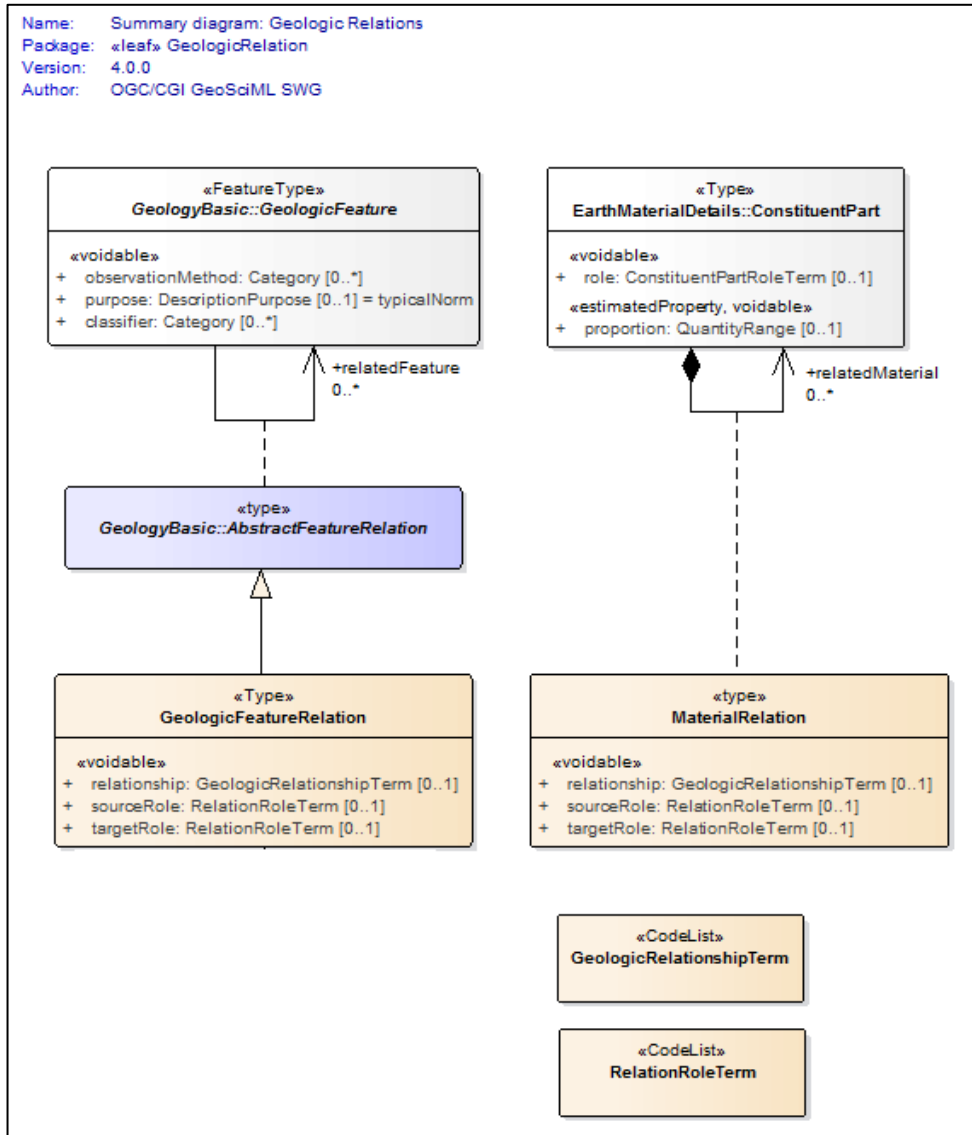 Name: Summary diagram: Geologic Relations
Package: «leaf» GeologicRelation
Version: 4.0.0
Author: OGC/CGI GeoSciML SWG
«FeatureType»
GeologyBasic::GeologicFeature
«voidable»
+ observationMethod: Category [0..*]
+ purpose: DescriptionPurpose [0..1] = typicalNorm
+ classifier: Category [0..*]
+relatedFeature
0..*
«Type»
EarthMaterialDetails::ConstituentPart
«voidable»
+ role: ConstituentPartRoleTerm [0..1]
«estimatedProperty, voidable»
+ proportion: QuantityRange [0..1]
+relatedMaterial
0..*
«type»
GeologyBasic::AbstractFeatureRelation
«Type»
GeologicFeatureRelation
«voidable»
+ relationship: GeologicRelationshipTerm [0..1]
+ sourceRole: RelationRoleTerm [0..1]
+ targetRole: RelationRoleTerm [0..1]
«type»
MaterialRelation
«voidable»
+ relationship: GeologicRelationshipTerm [0..1]
+ sourceRole: RelationRoleTerm [0..1]
+ targetRole: RelationRoleTerm [0..1]
«CodeList»
GeologicRelationshipTerm
«CodeList»
RelationRoleTerm